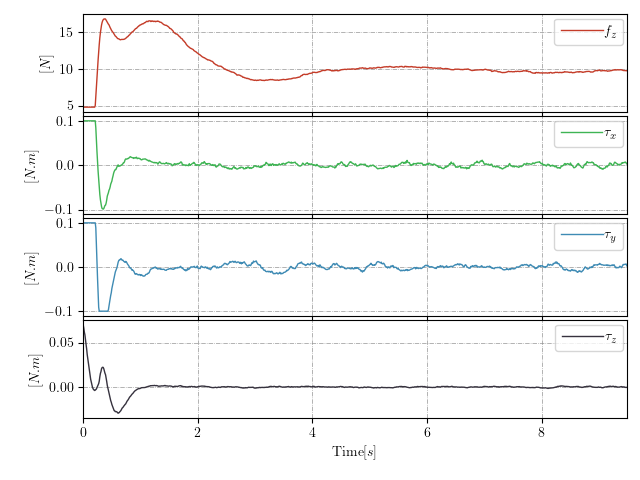 15
10
5
[N]
f_z
0.1
0.0
−0.1
[N.m]
τ_x
0.1
0.0
−0.1
[N.m]
τ_y
0.05
0.00
[N.m]
τ_z
0 2 4 6 8
Time[s]